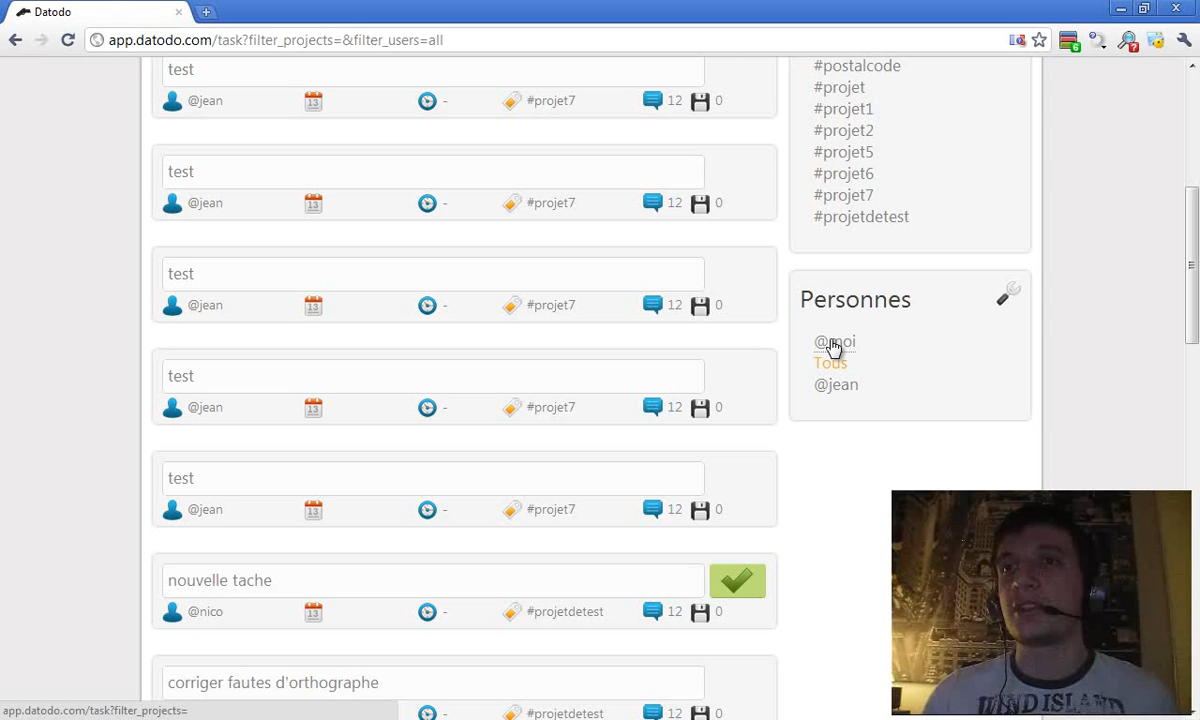 Datodo
app.datodo.com/task?filter_projects=&filter_users=all
6
test
@jean 13 - #projet7 12 0
test
@jean 13 - #projet7 12 0
test
@jean 13 - #projet7 12 0
test
@jean 13 - #projet7 12 0
test
@jean 13 - #projet7 12 0
nouvelle tache
@nico 13 - #projetdetest 12 0
corriger fautes d'orthographe
13 - #projetdetest 12 0
#postalcode
#projet
#projet1
#projet2
#projet5
#projet6
#projet7
#projetdetest
Personnes
@moi
Tous
@jean
app.datodo.com/task?filter_projects=